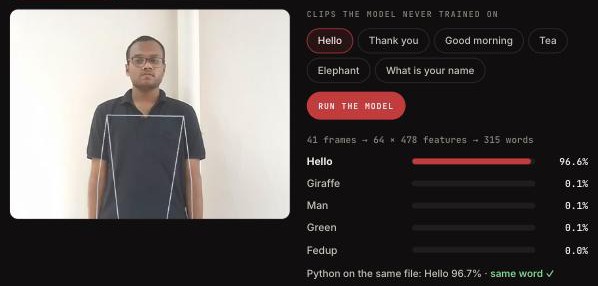 CLIPS THE MODEL NEVER TRAINED ON
Hello Thank you Good morning Tea
Elephant What is your name
RUN THE MODEL
41 frames → 64 × 478 features → 315 words
Hello 96.6%
Giraffe 0.1%
Man 0.1%
Green 0.1%
Fedup 0.0%
Python on the same file: Hello 96.7% · same word ✓